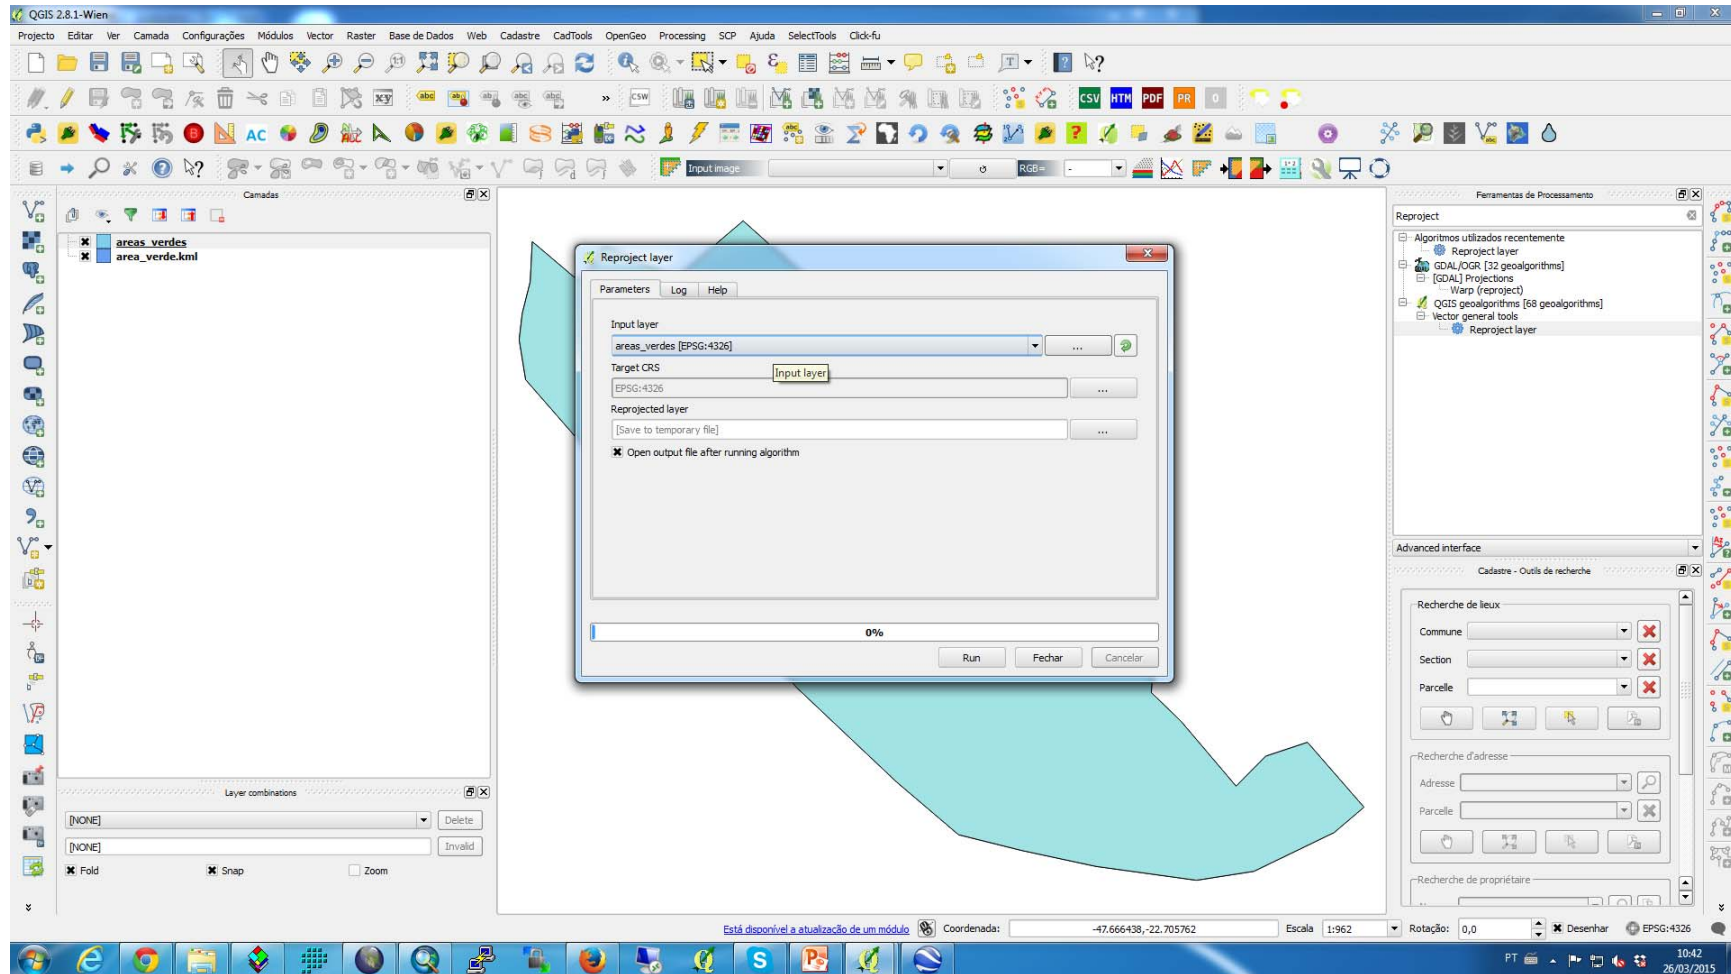 QGIS 2.8.1-Wien
Projecto Editar Ver Camada Configurações Módulos Vector Raster Base de Dados Web Cadastre CadTools OpenGeo Processing SCP Ajuda SelectTools Click-fu
CSW CSV HTM PDF PR 0
AC
Input image RGB= -
Camadas
areas_verdes
area_verde.kml
Reproject layer
Parameters Log Help
Input layer
areas_verdes [EPSG:4326]
...
Target CRS
Input layer
EPSG:4326
...
Reprojected layer
[Save to temporary file]
...
Open output file after running algorithm
0%
Run Fechar Cancelar
Ferramentas de Processamento
Reproject
Algoritmos utilizados recentemente
Reproject layer
GDAL/OGR [32 geoalgorithms]
[GDAL] Projections
Warp (reproject)
QGIS geoalgorithms [68 geoalgorithms]
Vector general tools
Reproject layer
Advanced interface
Cadastre - Outils de recherche
Recherche de lieux
Commune
Section
Parcelle
Recherche d'adresse
Adresse
Parcelle
Recherche de propriétaire
Layer combinations
[NONE] Delete
[NONE] Invalid
Fold Snap Zoom
Está disponível a atualização de um módulo Coordenada: -47.666438,-22.705762 Escala 1:962 Rotação: 0,0 Desenhar EPSG:4326
PT 10:42
26/03/2015